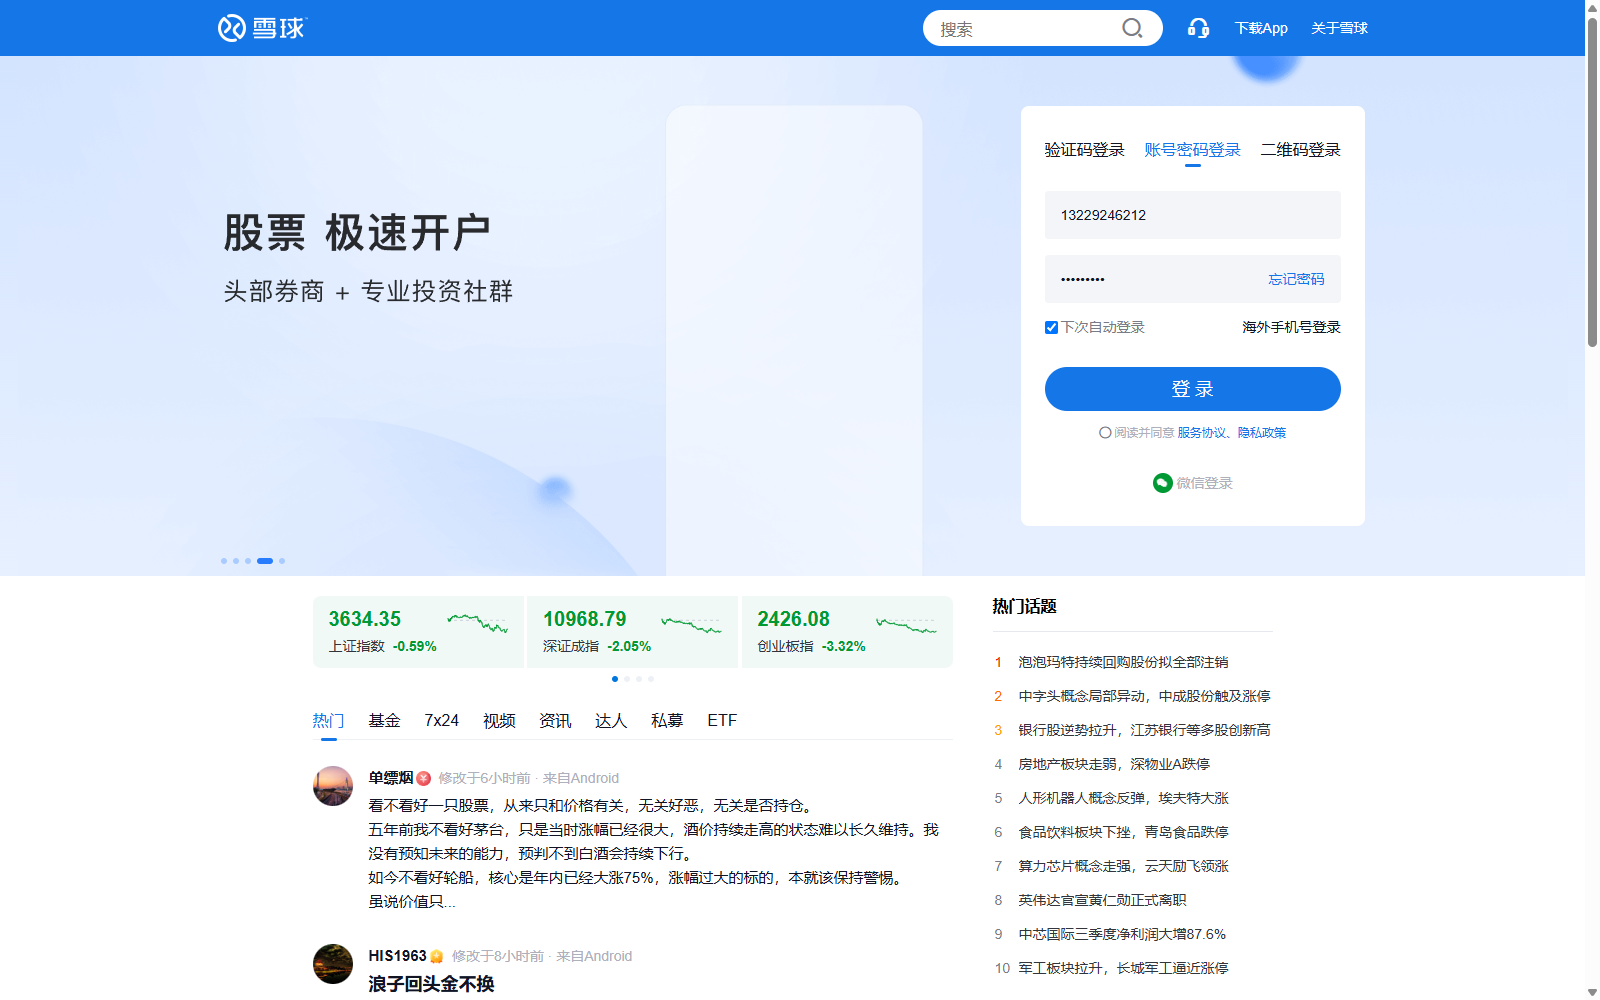 雪球
搜索
下载App
关于雪球
股票 极速开户
头部券商 + 专业投资社群
验证码登录
账号密码登录
二维码登录
13229246212
•••••••••
忘记密码
下次自动登录
海外手机号登录
登 录
阅读并同意 服务协议、隐私政策
微信登录
3634.35
上证指数 -0.59%
10968.79
深证成指 -2.05%
2426.08
创业板指 -3.32%
热门 基金 7x24 视频 资讯 达人 私募 ETF
单缥烟 修改于6小时前 · 来自Android
看不看好一只股票，从来只和价格有关，无关好恶，无关是否持仓。
五年前我不看好茅台，只是当时涨幅已经很大，酒价持续走高的状态难以长久维持。我
没有预知未来的能力，预判不到白酒会持续下行。
如今不看好轮船，核心是年内已经大涨75%，涨幅过大的标的，本就该保持警惕。
虽说价值只...
HIS1963 修改于8小时前 · 来自Android
浪子回头金不换
热门话题
1 泡泡玛特持续回购股份拟全部注销
2 中字头概念局部异动，中成股份触及涨停
3 银行股逆势拉升，江苏银行等多股创新高
4 房地产板块走弱，深物业A跌停
5 人形机器人概念反弹，埃夫特大涨
6 食品饮料板块下挫，青岛食品跌停
7 算力芯片概念走强，云天励飞领涨
8 英伟达官宣黄仁勋正式离职
9 中芯国际三季度净利润大增87.6%
10 军工板块拉升，长城军工逼近涨停